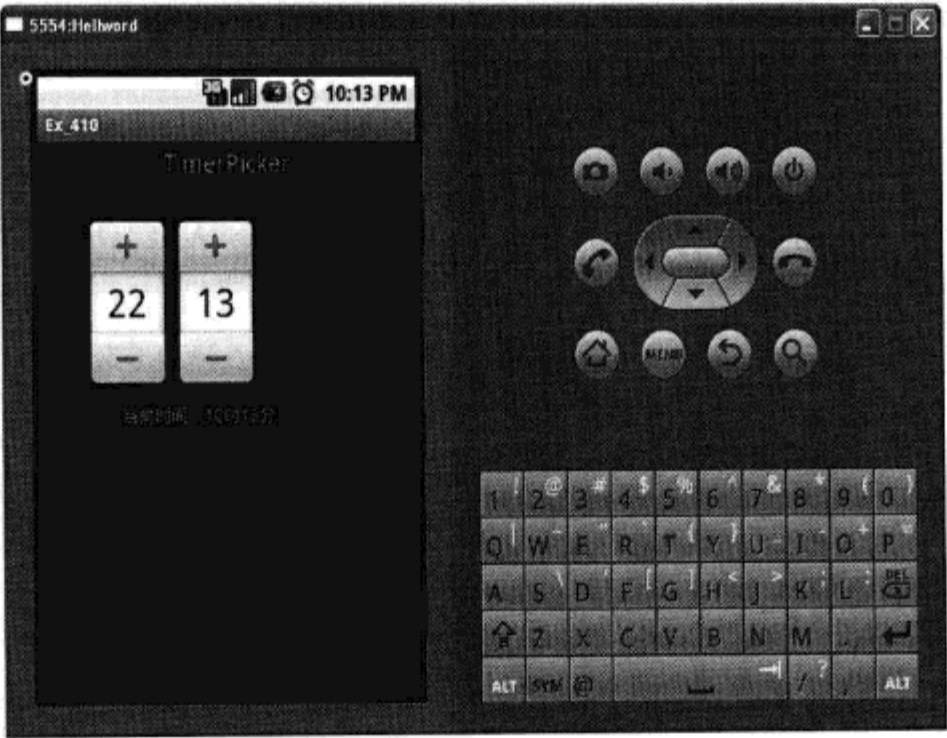 5554:Hellword
3G
10:13 PM
Ex_410
TimerPicker
+ +
22 13
− −
MENU
1 ! 2 @ 3 # 4 $ 5 % 6 ^ 7 & 8 * 9 ( 0 )
Q | W E " R ` T { Y } U _ I - O + P =
A S \ D ' F [ G ] H < J > K ; L : DEL
Z X C V B N M .
ALT SYM @ / ? , ALT